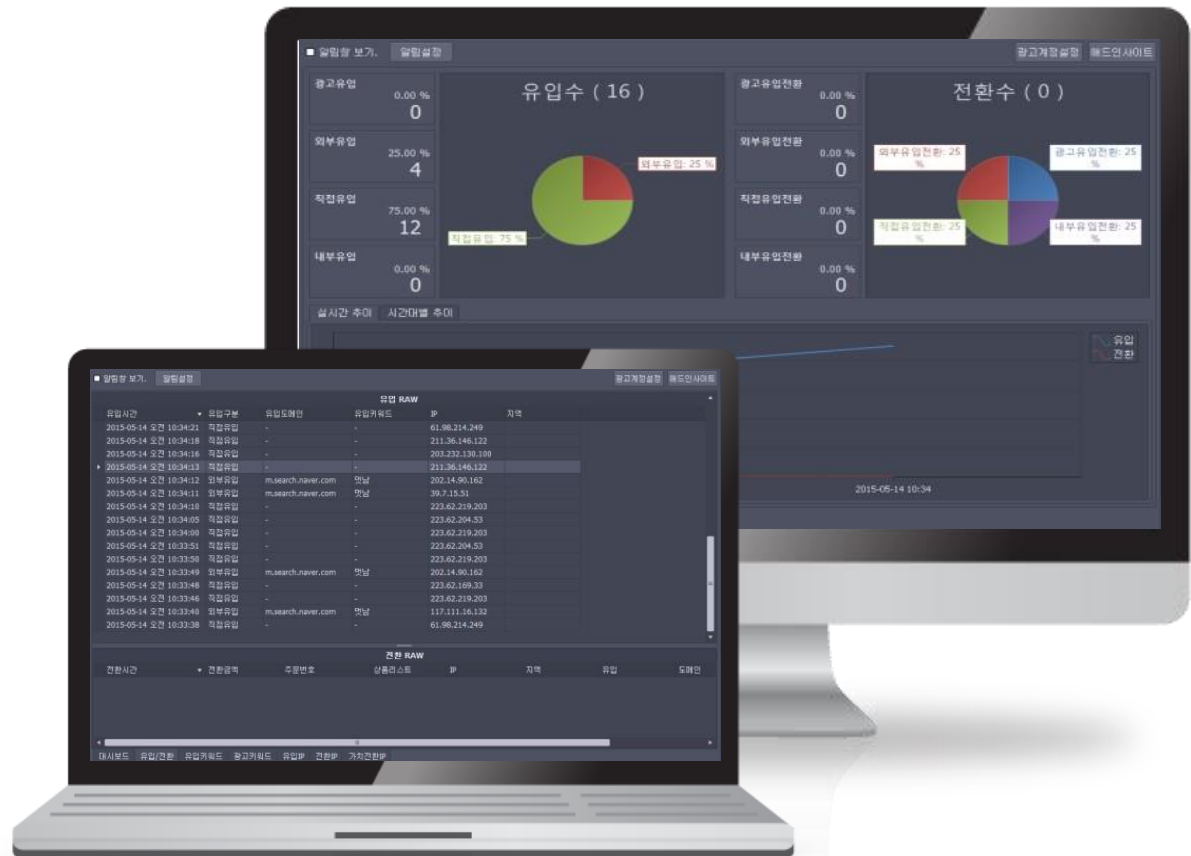 알림창 보기. 알림설정 광고계정설정 애드인사이트
광고유입
0.00 %
0
외부유입
25.00 %
4
직접유입
75.00 %
12
내부유입
0.00 %
0
유입수 ( 16 )
외부유입: 25 %
직접유입: 75 %
광고유입전환
0.00 %
0
외부유입전환
0.00 %
0
직접유입전환
0.00 %
0
내부유입전환
0.00 %
0
전환수 ( 0 )
외부유입전환: 25
%
광고유입전환: 25
%
직접유입전환: 25
%
내부유입전환: 25
%
실시간 추이 시간대별 추이
유입
전환
2015-05-14 10:34
알림창 보기. 알림설정 광고계정설정 애드인사이트
유입 RAW
유입시간 유입구분 유입도메인 유입키워드 IP 지역
2015-05-14 오전 10:34:21 직접유입 - - 61.98.214.249
2015-05-14 오전 10:34:18 직접유입 - - 211.36.146.122
2015-05-14 오전 10:34:16 직접유입 - - 203.232.130.100
2015-05-14 오전 10:34:13 직접유입 - - 211.36.146.122
2015-05-14 오전 10:34:12 외부유입 m.search.naver.com 멋남 202.14.90.162
2015-05-14 오전 10:34:11 외부유입 m.search.naver.com 멋남 39.7.15.51
2015-05-14 오전 10:34:10 직접유입 - - 223.62.219.203
2015-05-14 오전 10:34:05 직접유입 - - 223.62.204.53
2015-05-14 오전 10:34:00 직접유입 - - 223.62.219.203
2015-05-14 오전 10:33:51 직접유입 - - 223.62.204.53
2015-05-14 오전 10:33:50 직접유입 - - 223.62.219.203
2015-05-14 오전 10:33:49 외부유입 m.search.naver.com 멋남 202.14.90.162
2015-05-14 오전 10:33:48 직접유입 - - 223.62.169.33
2015-05-14 오전 10:33:46 직접유입 - - 223.62.219.203
2015-05-14 오전 10:33:40 외부유입 m.search.naver.com 멋남 117.111.16.132
2015-05-14 오전 10:33:38 직접유입 - - 61.98.214.249
전환 RAW
전환시간 전환금액 주문번호 상품리스트 IP 지역 유입 도메인
대시보드 유입/전환 유입키워드 광고키워드 유입IP 전환IP 가치전환IP